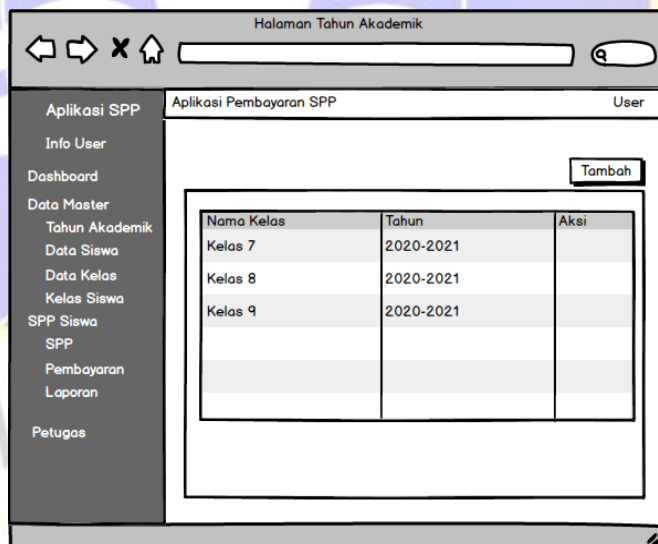 Halaman Tahun Akademik
Aplikasi SPP
Aplikasi Pembayaran SPP
User
Info User
Dashboard
Data Master
Tahun Akademik
Data Siswa
Data Kelas
Kelas Siswa
SPP Siswa
SPP
Pembayaran
Laporan
Petugas
Tambah
Nama Kelas Tahun Aksi
Kelas 7 2020-2021
Kelas 8 2020-2021
Kelas 9 2020-2021